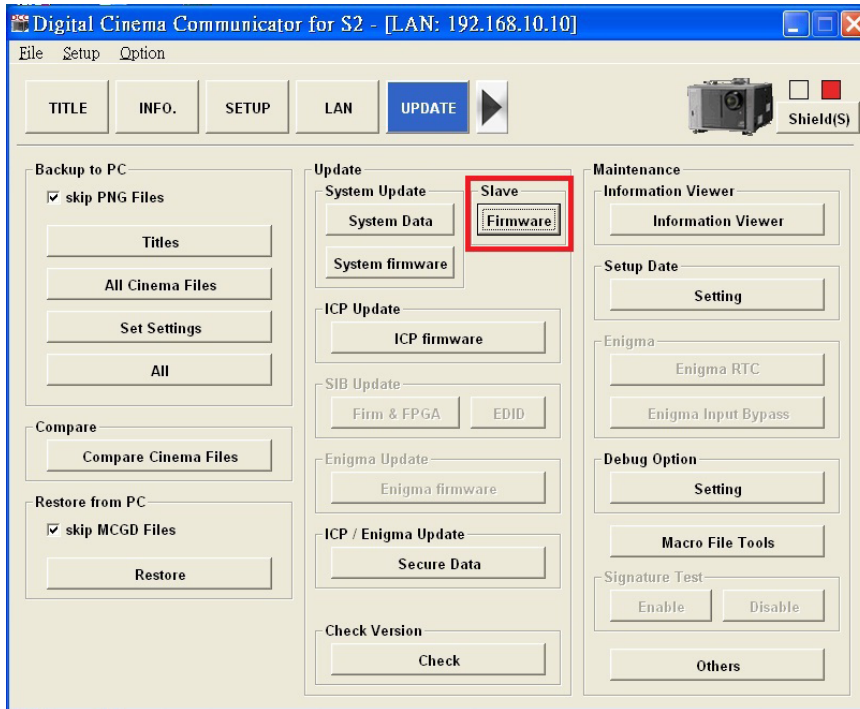 Digital Cinema Communicator for S2 - [LAN: 192.168.10.10]
File Setup Option
TITLE INFO. SETUP LAN UPDATE
Shield(S)
Backup to PC
skip PNG Files
Titles
All Cinema Files
Set Settings
All
Compare
Compare Cinema Files
Restore from PC
skip MCGD Files
Restore
Update
System Update
System Data
System firmware
Slave
Firmware
ICP Update
ICP firmware
SIB Update
Firm & FPGA EDID
Enigma Update
Enigma firmware
ICP / Enigma Update
Secure Data
Check Version
Check
Maintenance
Information Viewer
Information Viewer
Setup Date
Setting
Enigma
Enigma RTC
Enigma Input Bypass
Debug Option
Setting
Macro File Tools
Signature Test
Enable Disable
Others